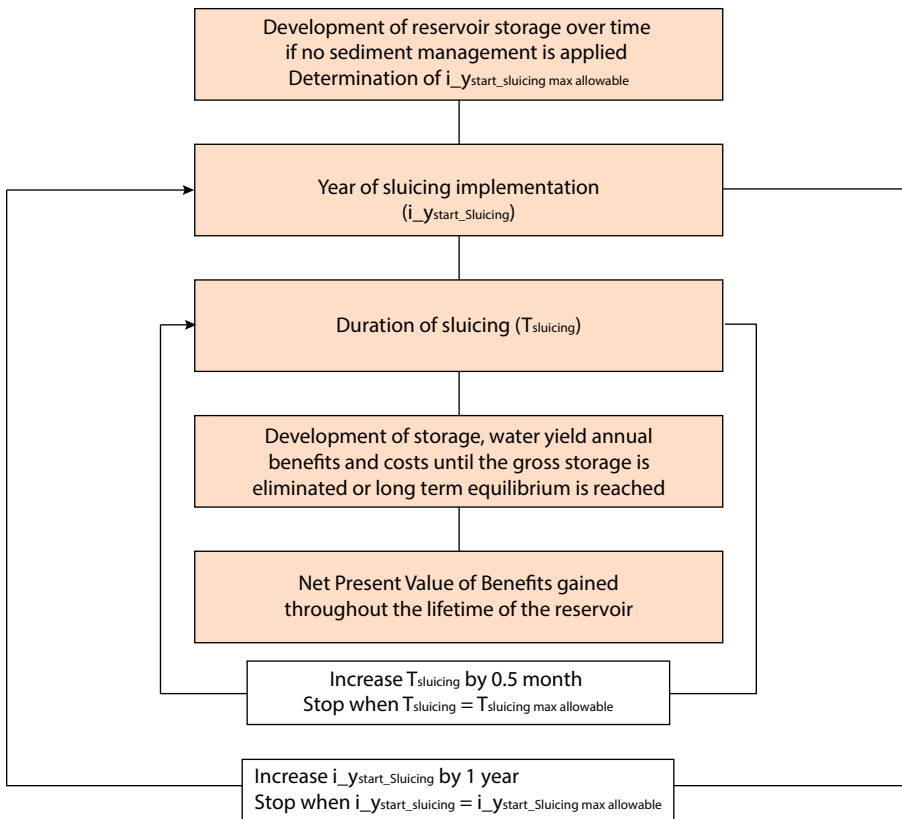 Development of reservoir storage over time
if no sediment management is applied
Determination of i_ystart_sluicing max allowable
Year of sluicing implementation
(i_ystart_Sluicing)
Duration of sluicing (Tsluicing)
Development of storage, water yield annual
benefits and costs until the gross storage is
eliminated or long term equilibrium is reached
Net Present Value of Benefits gained
throughout the lifetime of the reservoir
Increase Tsluicing by 0.5 month
Stop when Tsluicing = Tsluicing max allowable
Increase i_ystart_Sluicing by 1 year
Stop when i_ystart_sluicing = i_ystart_Sluicing max allowable